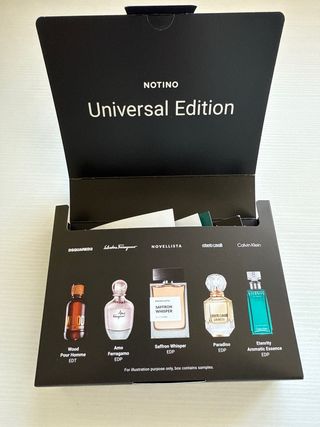 NOTINO
Universal Edition
DSQUARED2
Salvatore Ferragamo
NOVELLISTA
roberto cavalli
Calvin Klein
SAFFRON
WHISPER
Wood
Pour Homme
EDT
Amo
Ferragamo
EDP
Saffron Whisper
EDP
Paradiso
EDP
Eternity
Aromatic Essence
EDP
For illustration purpose only, box contains samples.